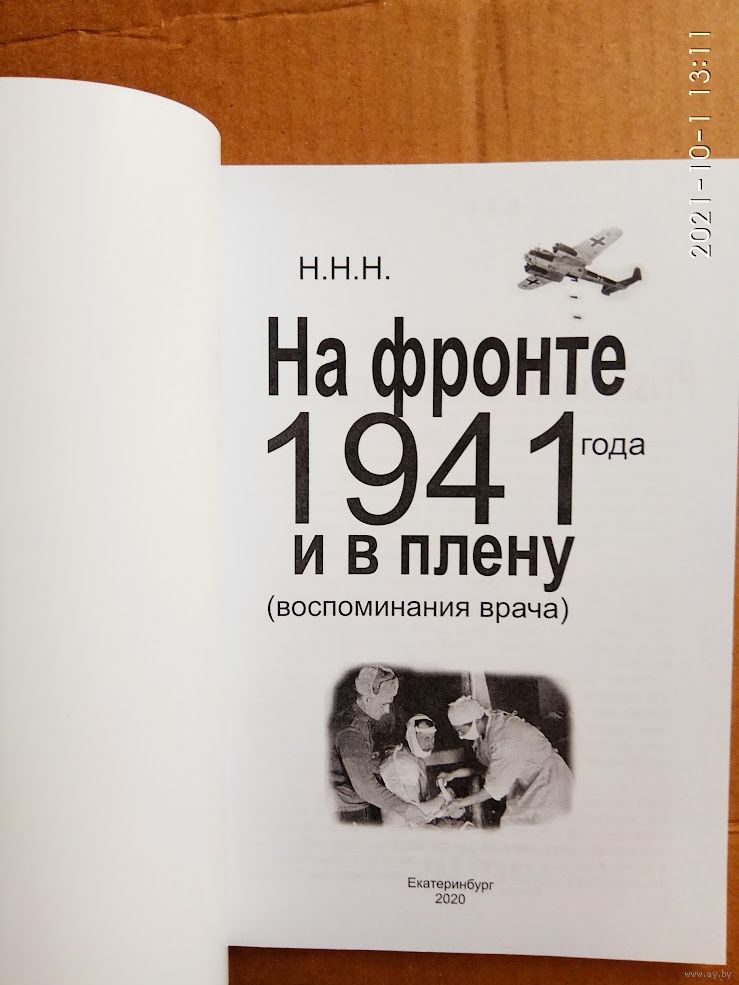 Н.Н.Н.
На фронте
1941 года
и в плену
(воспоминания врача)
Екатеринбург
2020
2021-10-1 13:11
www.ay.by